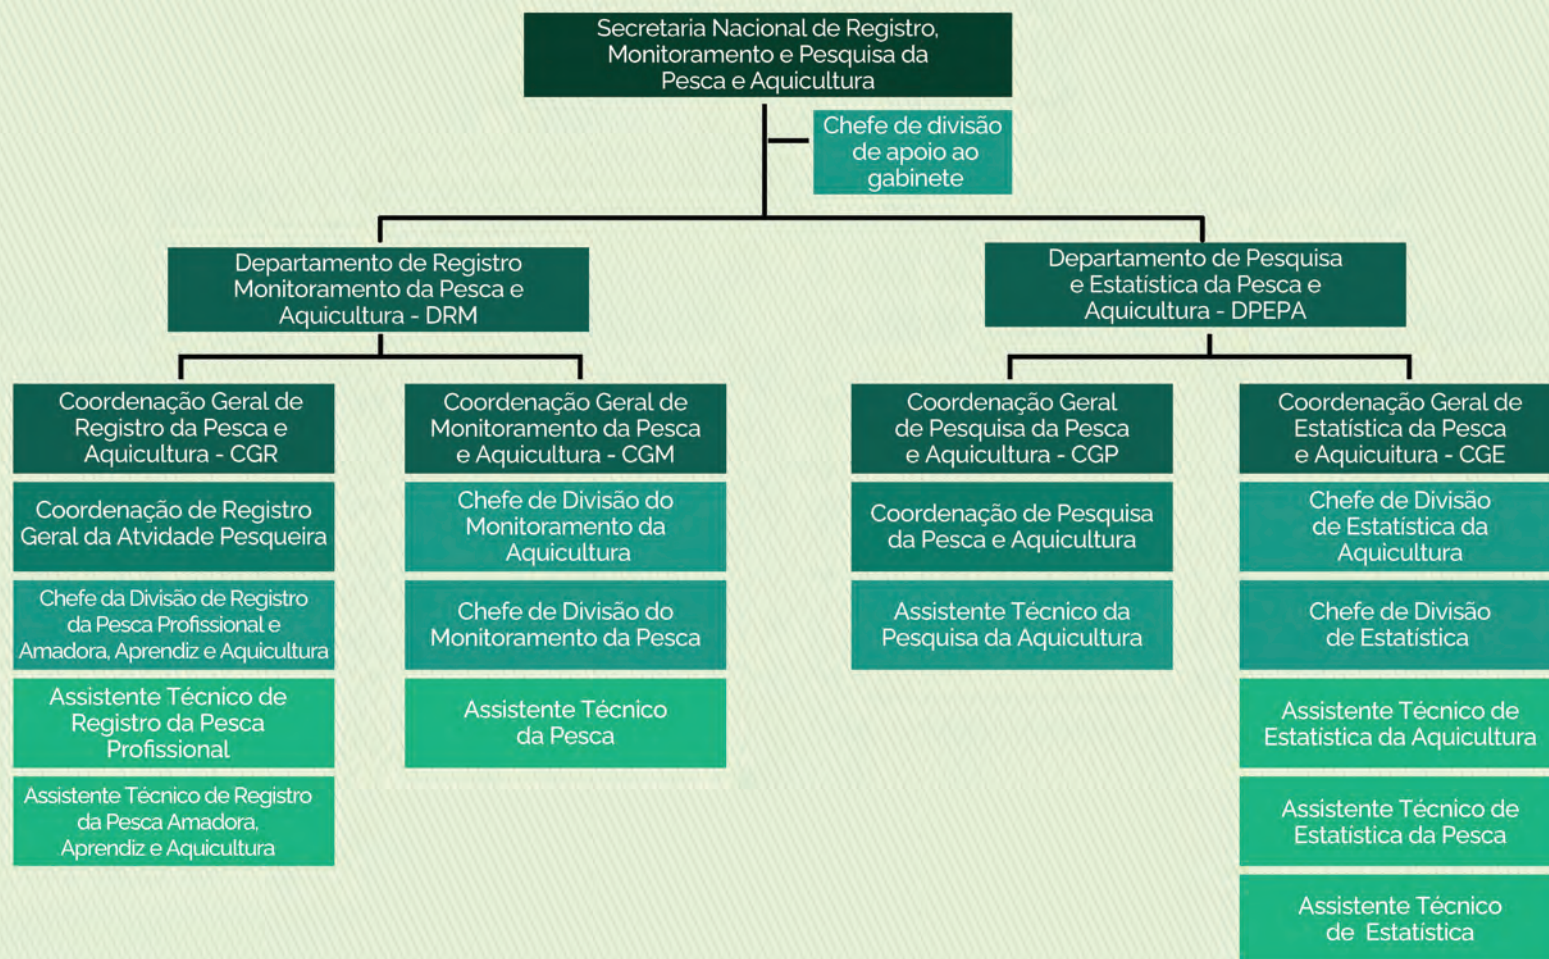 Secretaria Nacional de Registro,
Monitoramento e Pesquisa da
Pesca e Aquicultura
Chefe de divisão
de apoio ao
gabinete
Departamento de Registro
Monitoramento da Pesca e
Aquicultura - DRM
Departamento de Pesquisa
e Estatística da Pesca e
Aquicultura - DPEPA
Coordenação Geral de
Registro da Pesca e
Aquicultura - CGR
Coordenação de Registro
Geral da Atvidade Pesqueira
Chefe da Divisão de Registro
da Pesca Profissional e
Amadora, Aprendiz e Aquicultura
Assistente Técnico de
Registro da Pesca
Profissional
Assistente Técnico de Registro
da Pesca Amadora,
Aprendiz e Aquicultura
Coordenação Geral de
Monitoramento da Pesca
e Aquicultura - CGM
Chefe de Divisão do
Monitoramento da
Aquicultura
Chefe de Divisão do
Monitoramento da Pesca
Assistente Técnico
da Pesca
Coordenação Geral
de Pesquisa da Pesca
e Aquicultura - CGP
Coordenação de Pesquisa
da Pesca e Aquicultura
Assistente Técnico da
Pesquisa da Aquicultura
Coordenação Geral de
Estatística da Pesca
e Aquicuitura - CGE
Chefe de Divisão
de Estatística da
Aquicultura
Chefe de Divisão
de Estatística
Assistente Técnico de
Estatística da Aquicultura
Assistente Técnico de
Estatística da Pesca
Assistente Técnico
de Estatística